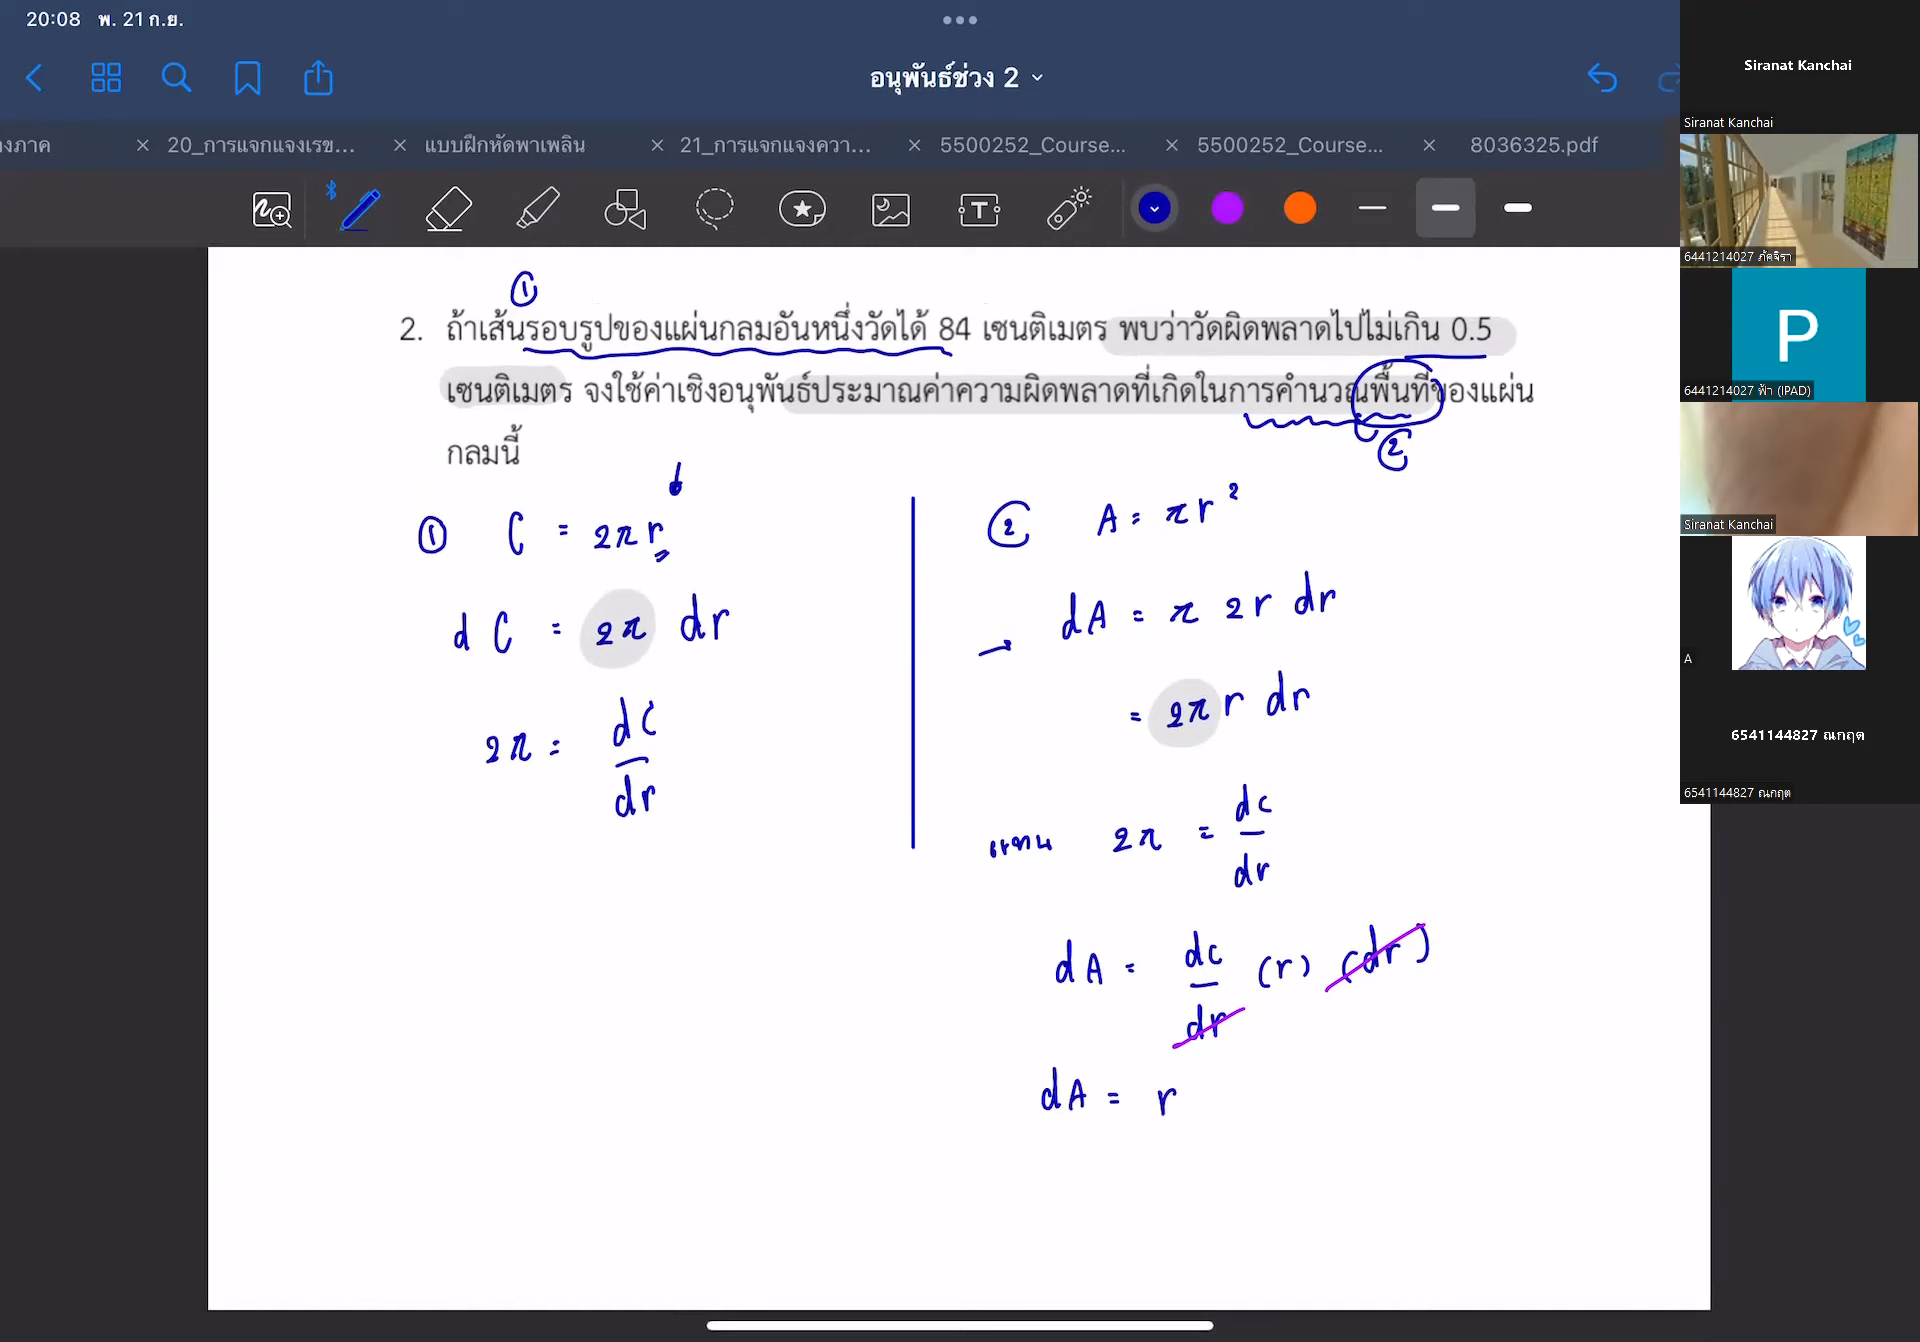 20:08 พ. 21 ก.ย.
อนุพันธ์ช่วง 2
งภาค
20_การแจกแจงเรข...
แบบฝึกหัดพาเพลิน
21_การแจกแจงควา...
5500252_Course...
5500252_Course...
8036325.pdf
①
2. ถ้าเส้นรอบรูปของแผ่นกลมอันหนึ่งวัดได้ 84 เซนติเมตร พบว่าวัดผิดพลาดไปไม่เกิน 0.5
เซนติเมตร จงใช้ค่าเชิงอนุพันธ์ประมาณค่าความผิดพลาดที่เกิดในการคำนวณพื้นที่ของแผ่น
กลมนี้
②
① C = 2π r
dC = 2π dr
2π = dC/dr
② A = πr²
dA = π 2r dr
= 2π r dr
แทน 2π = dc/dr
dA = dc/dr (r) (dr)
dA = r
Siranat Kanchai
Siranat Kanchai
6441214027 ภัคจิรา
P
6441214027 ฟ้า (IPAD)
Siranat Kanchai
A
6541144827 ณกฤต
6541144827 ณกฤต